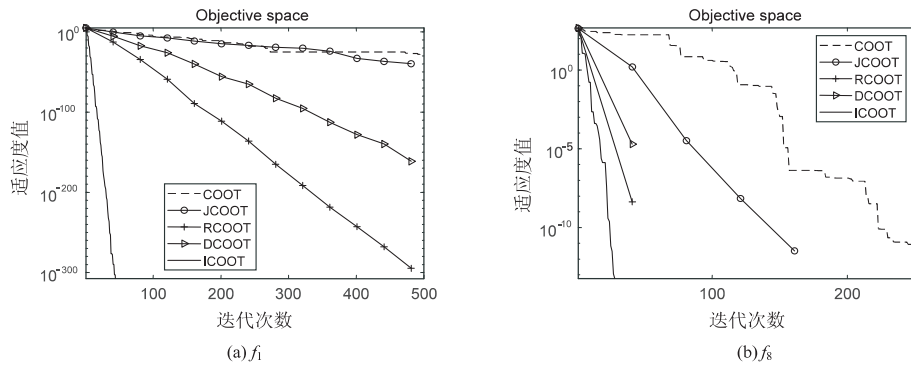 Objective space
10^0
10^-100
10^-200
10^-300
适应度值
COOT
JCOOT
RCOOT
DCOOT
ICOOT
100
200
300
400
500
迭代次数
(a) f1
Objective space
10^0
10^-5
10^-10
适应度值
COOT
JCOOT
RCOOT
DCOOT
ICOOT
100
200
迭代次数
(b) f8